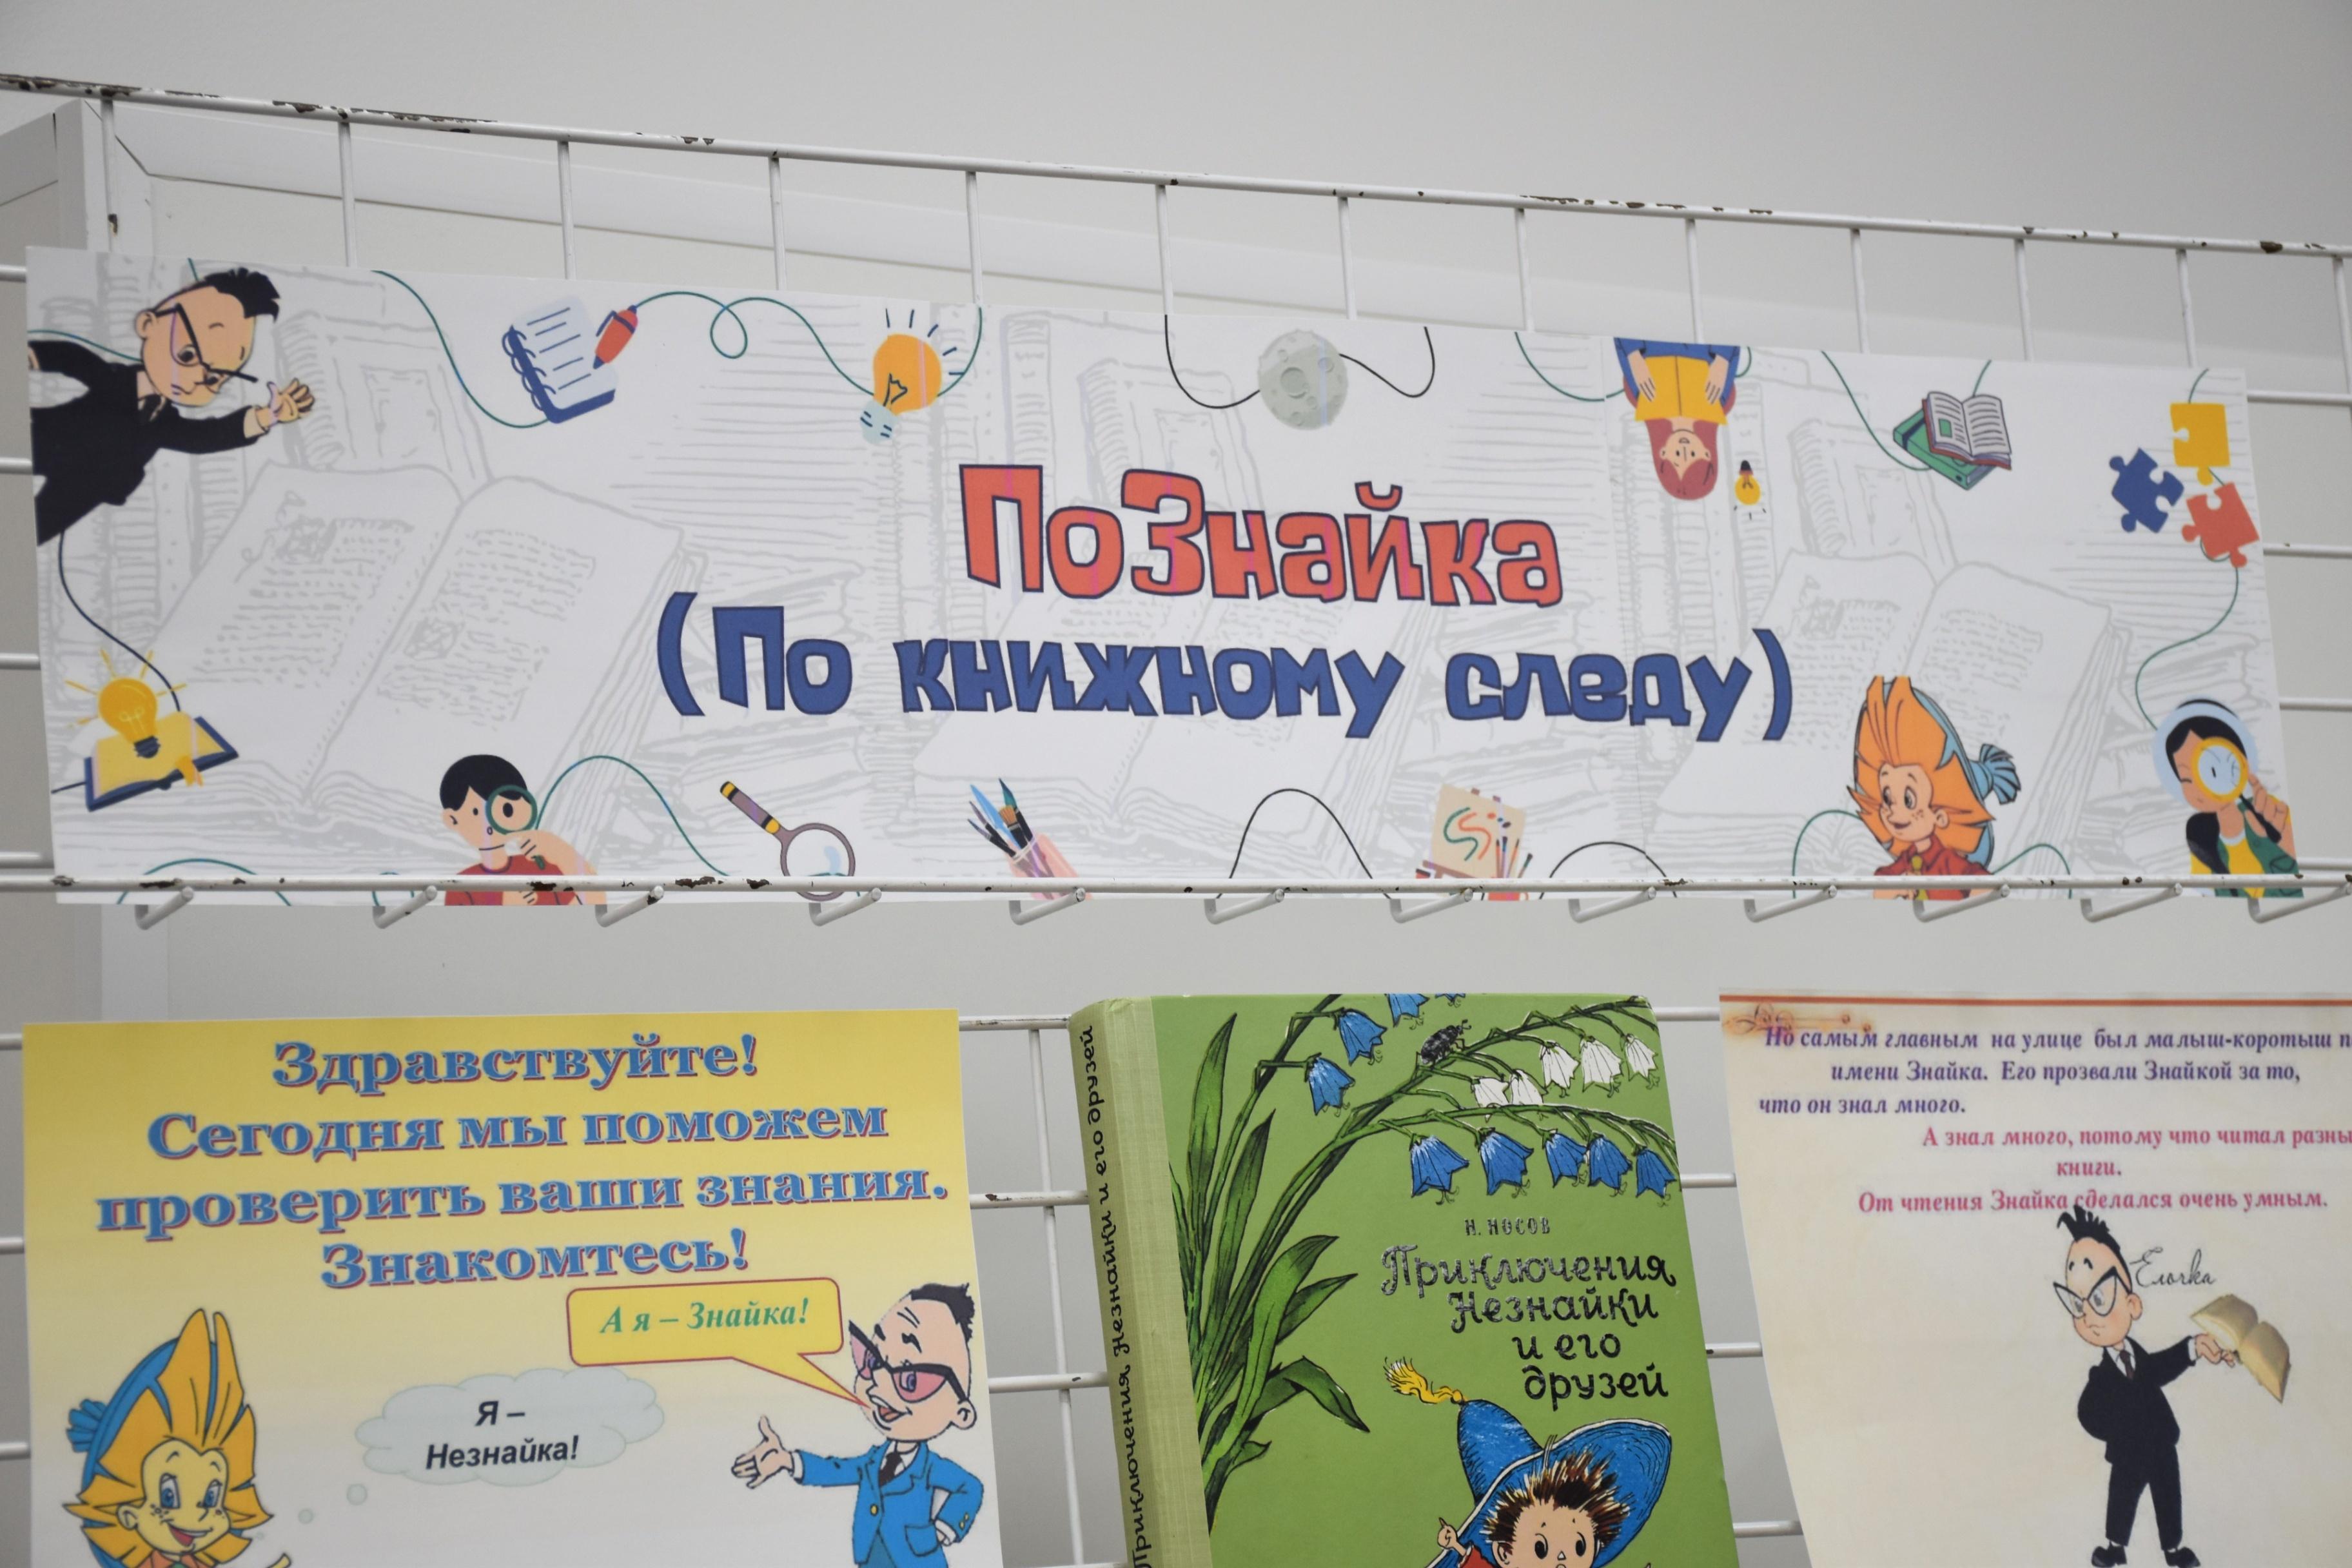 ПоЗнайка
(По книжному следу)
Здравствуйте!
Сегодня мы поможем
проверить ваши знания.
Знакомтесь!
А я – Знайка!
Я –
Незнайка!
Приключения Незнайки и его друзей
Н. НОСОВ
Приключения
Незнайки
и его
друзей
Но самым главным на улице был малыш-коротыш
имени Знайка. Его прозвали Знайкой за то,
что он знал много.
А знал много, потому что читал разны
книги.
От чтения Знайка сделался очень умным.
Елочка